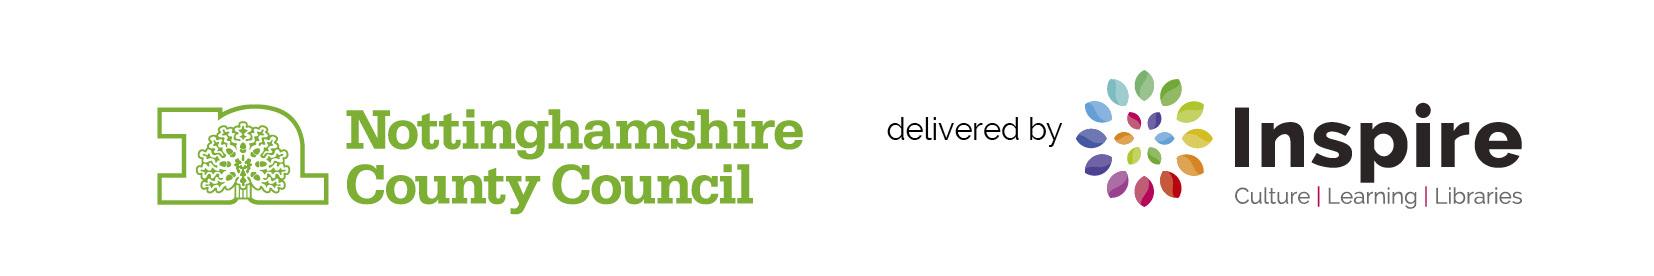 Nottinghamshire
County Council
delivered by
Inspire
Culture | Learning | Libraries